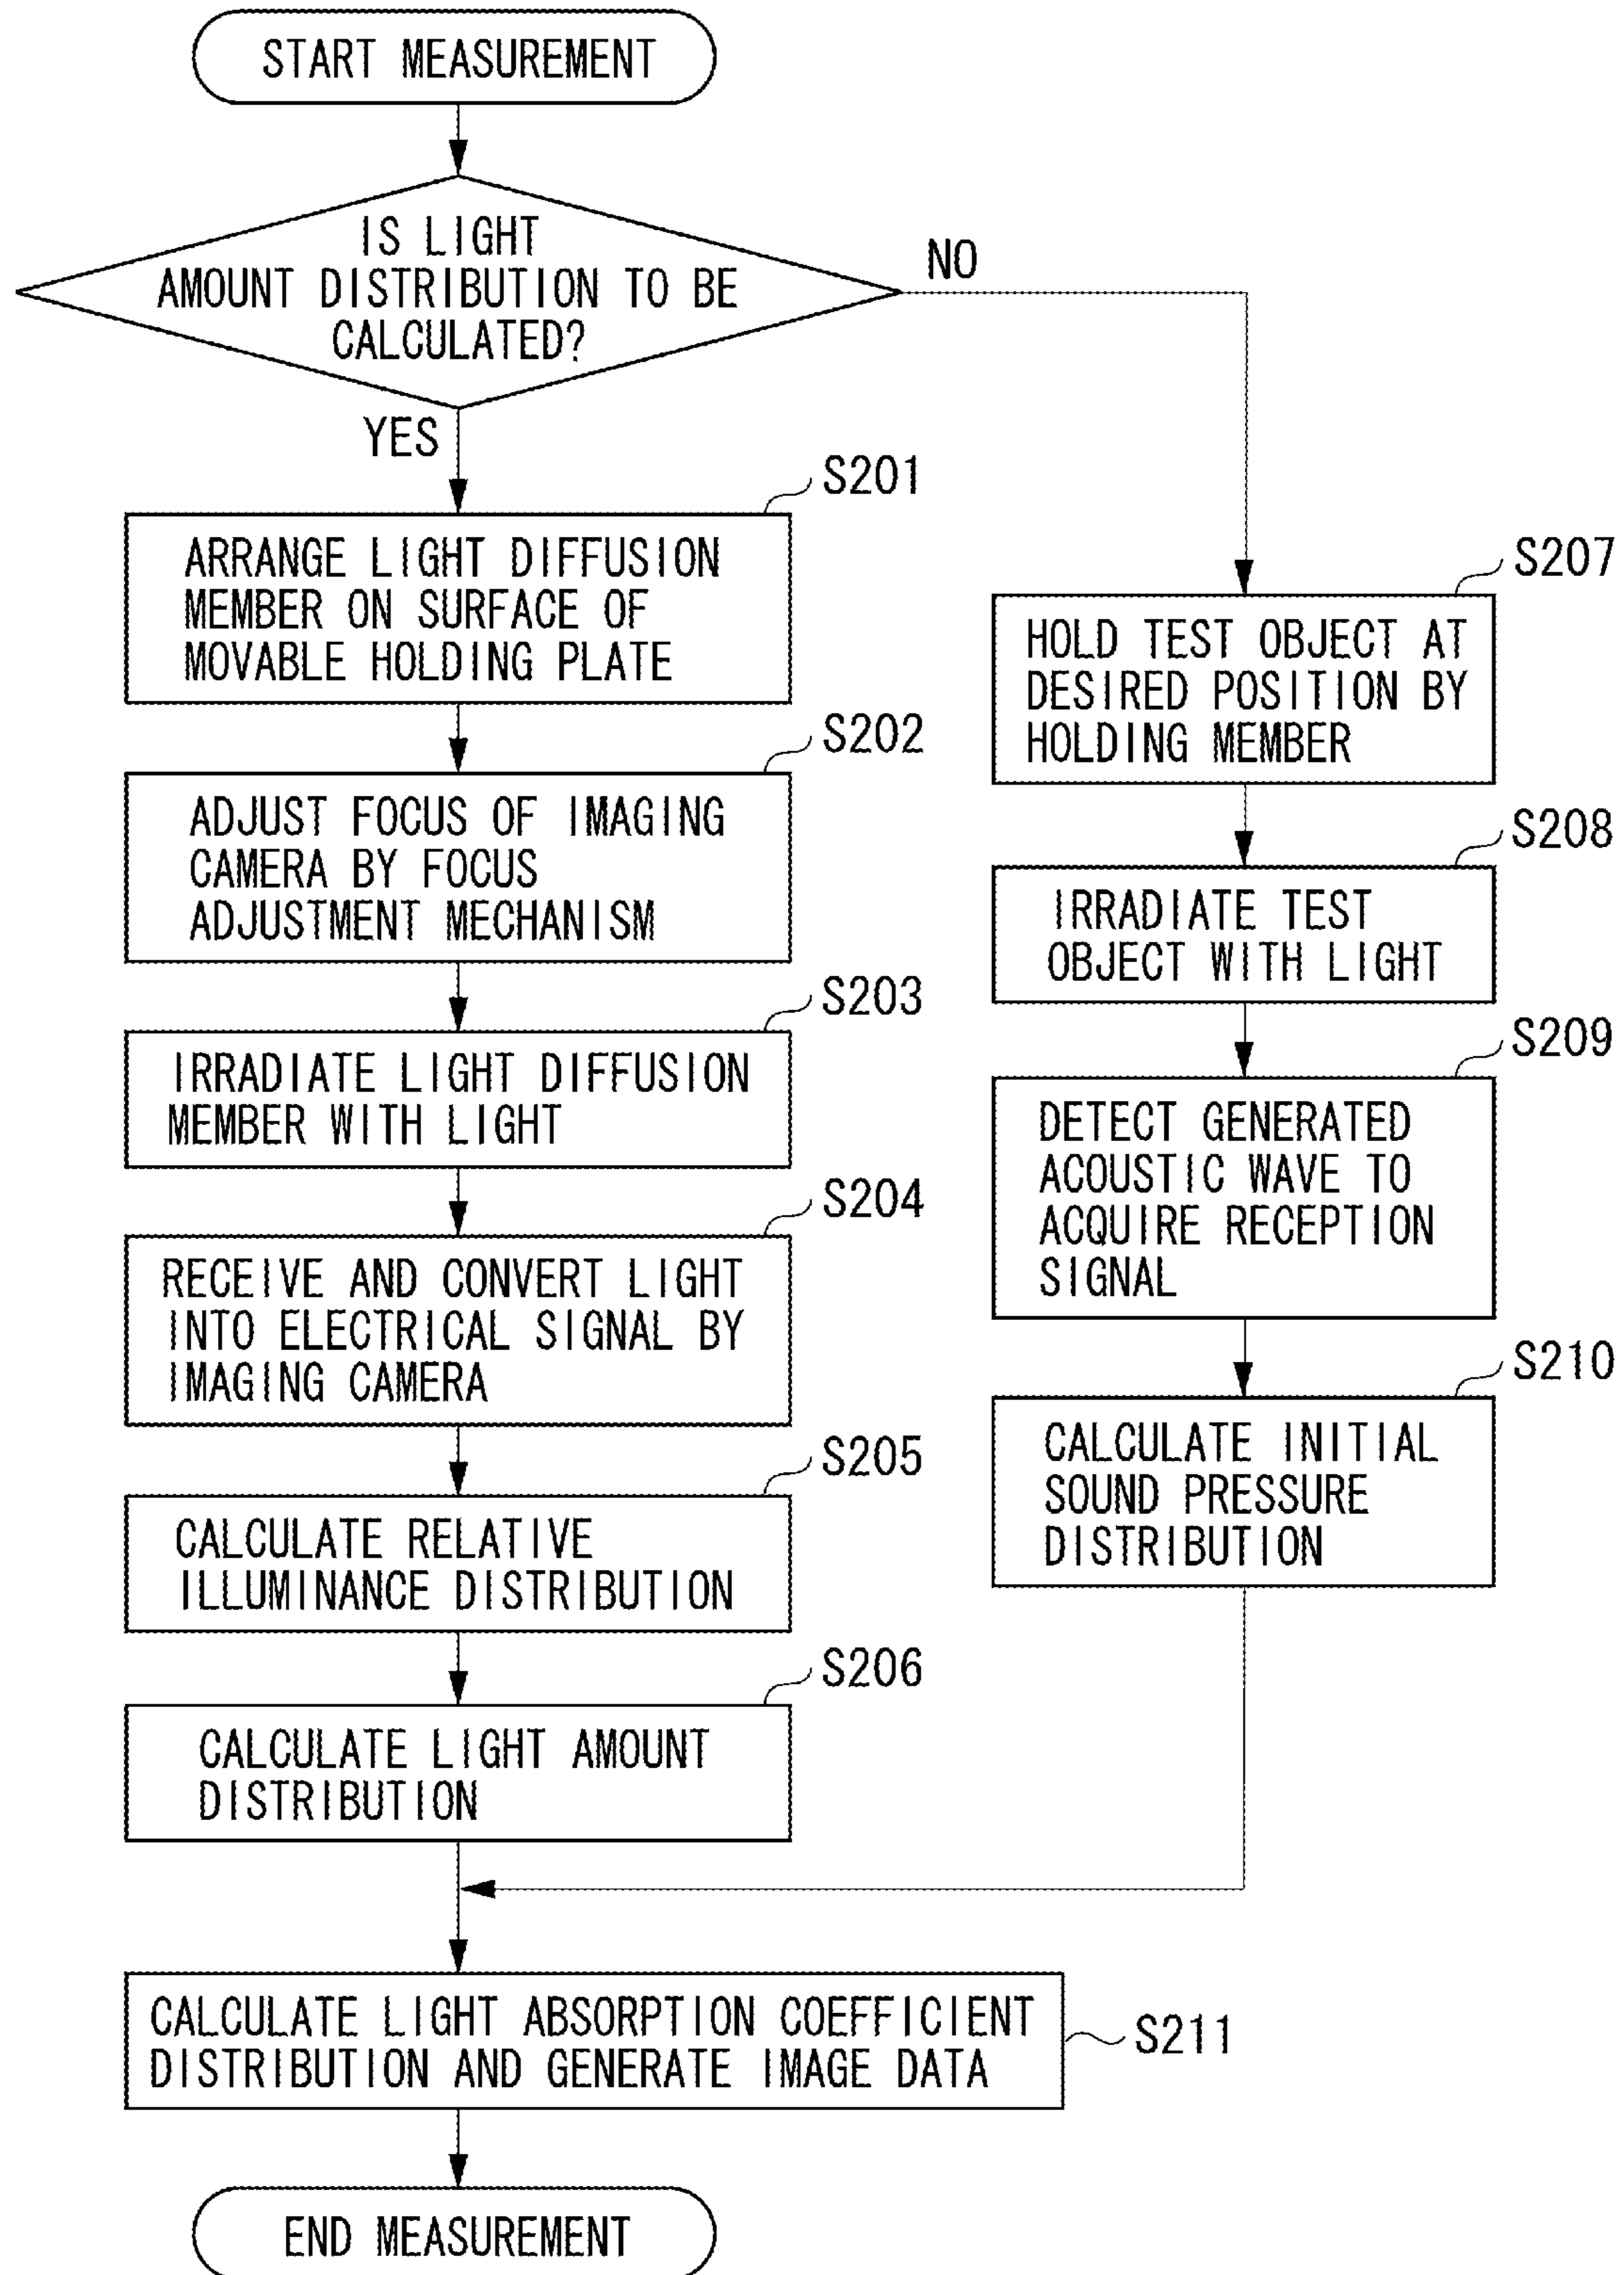 START MEASUREMENT
IS LIGHT
AMOUNT DISTRIBUTION TO BE
CALCULATED?
NO
YES
S201
ARRANGE LIGHT DIFFUSION
MEMBER ON SURFACE OF
MOVABLE HOLDING PLATE
S202
ADJUST FOCUS OF IMAGING
CAMERA BY FOCUS
ADJUSTMENT MECHANISM
S203
IRRADIATE LIGHT DIFFUSION
MEMBER WITH LIGHT
S204
RECEIVE AND CONVERT LIGHT
INTO ELECTRICAL SIGNAL BY
IMAGING CAMERA
S205
CALCULATE RELATIVE
ILLUMINANCE DISTRIBUTION
S206
CALCULATE LIGHT AMOUNT
DISTRIBUTION
S207
HOLD TEST OBJECT AT
DESIRED POSITION BY
HOLDING MEMBER
S208
IRRADIATE TEST
OBJECT WITH LIGHT
S209
DETECT GENERATED
ACOUSTIC WAVE TO
ACQUIRE RECEPTION
SIGNAL
S210
CALCULATE INITIAL
SOUND PRESSURE
DISTRIBUTION
CALCULATE LIGHT ABSORPTION COEFFICIENT
DISTRIBUTION AND GENERATE IMAGE DATA
S211
END MEASUREMENT